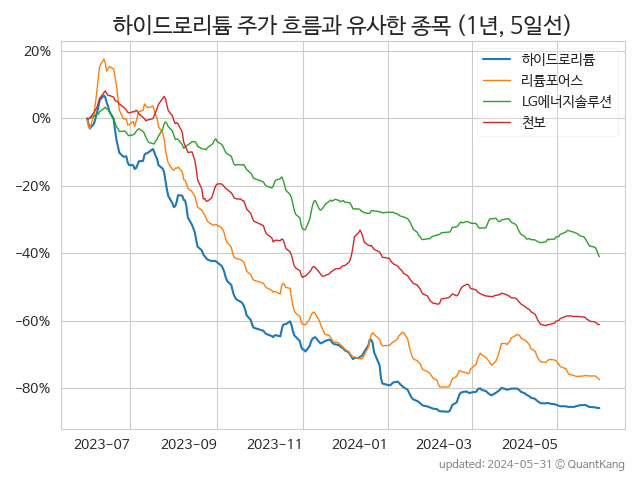 하이드로리튬 주가 흐름과 유사한 종목 (1년, 5일선)
하이드로리튬
리튬포어스
LG에너지솔루션
천보
20%
0%
−20%
−40%
−60%
−80%
2023-07 2023-09 2023-11 2024-01 2024-03 2024-05
updated: 2024-05-31 © QuantKang